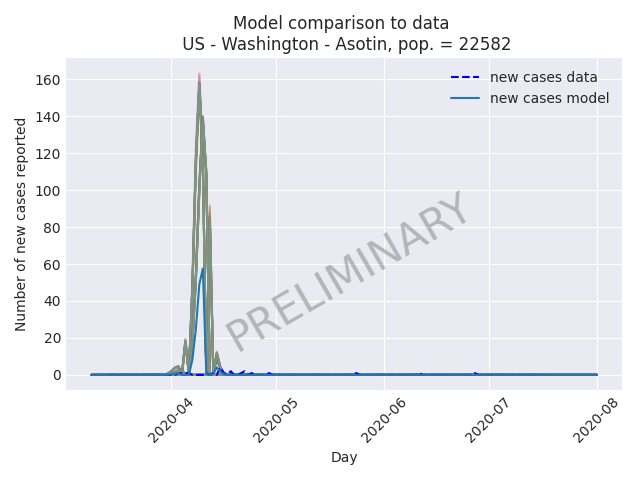 Model comparison to data
US - Washington - Asotin, pop. = 22582
new cases data
new cases model
Number of new cases reported
160
140
120
100
80
60
40
20
0
PRELIMINARY
2020-04
2020-05
2020-06
2020-07
2020-08
Day